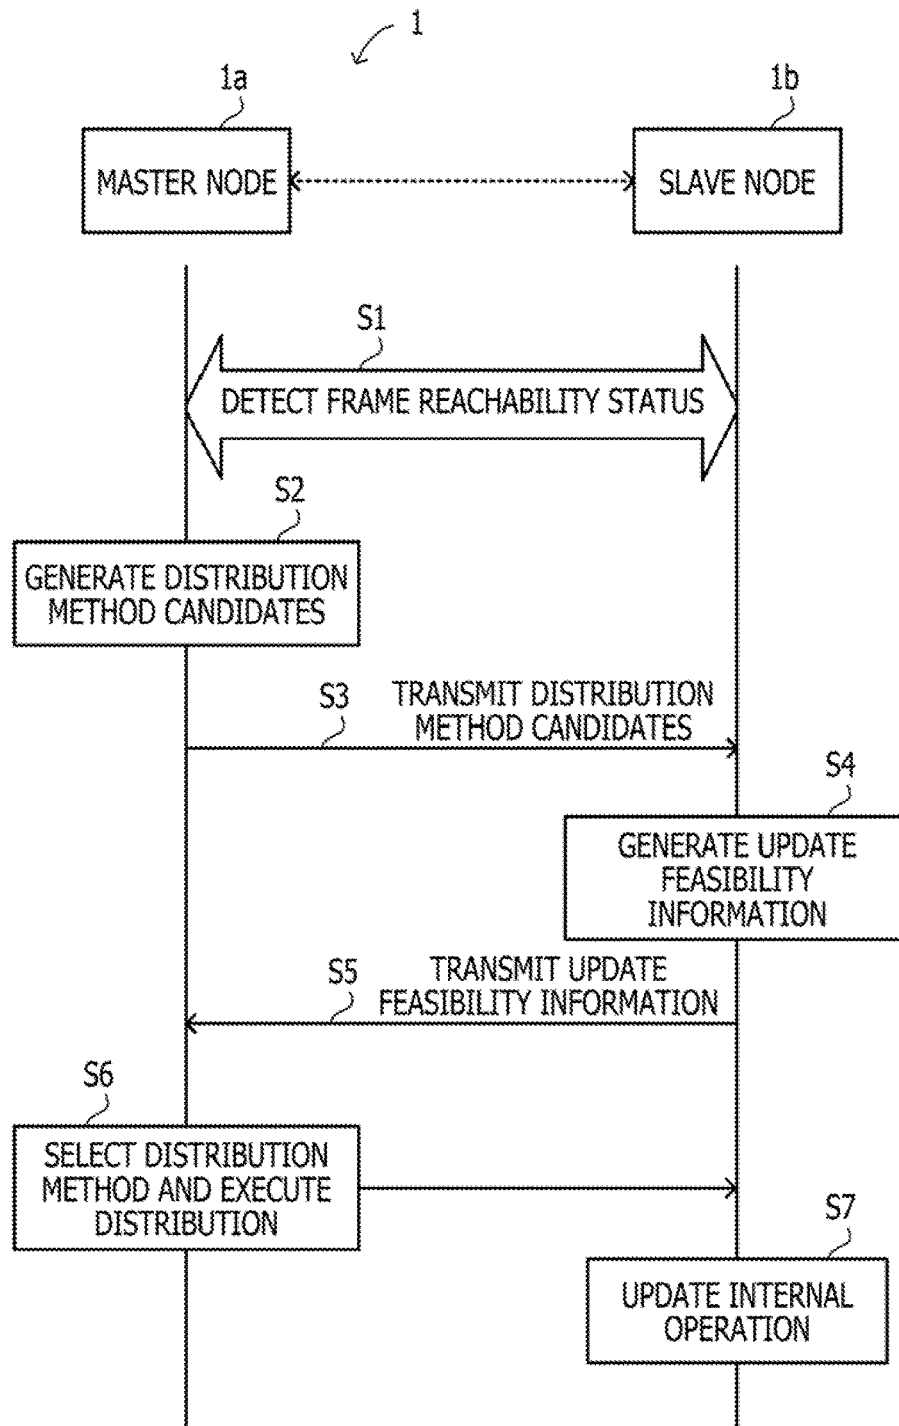 1
1a
1b
MASTER NODE
SLAVE NODE
S1
DETECT FRAME REACHABILITY STATUS
S2
GENERATE DISTRIBUTION
METHOD CANDIDATES
S3
TRANSMIT DISTRIBUTION
METHOD CANDIDATES
S4
GENERATE UPDATE
FEASIBILITY
INFORMATION
S5
TRANSMIT UPDATE
FEASIBILITY INFORMATION
S6
SELECT DISTRIBUTION
METHOD AND EXECUTE
DISTRIBUTION
S7
UPDATE INTERNAL
OPERATION